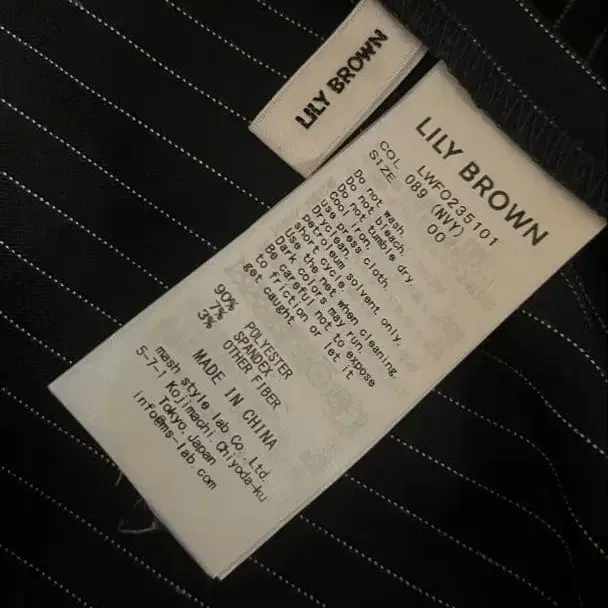 LILY BROWN
LILY BROWN
LWFO235101
COL 089 (NVY)
SIZE 00
Do not wash.
Do not bleach.
Do not tumble dry.
Cool iron.
use press cloth.
Dryclean.
petroleum solvent only.
short cycle.
Use the net when cleaning.
Dark colors may run.
Be careful not to expose
to friction or let it
get caught.
90% POLYESTER
7% SPANDEX
3% OTHER FIBER
MADE IN CHINA
mash style lab Co., Ltd.
5-7-1 Kojimachi.Chiyoda-ku
Tokyo.Japan
info@ms-lab.com